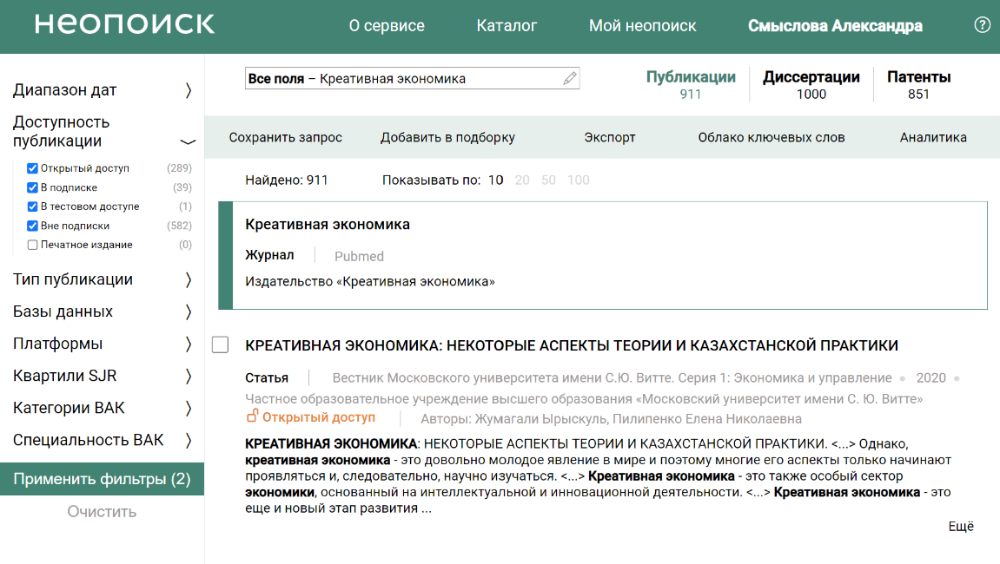 неопоиск
О сервисе
Каталог
Мой неопоиск
Смыслова Александра
?
Диапазон дат
Доступность
публикации
Открытый доступ (289)
В подписке (39)
В тестовом доступе (1)
Вне подписки (582)
Печатное издание (0)
Тип публикации
Базы данных
Платформы
Квартили SJR
Категории ВАК
Специальность ВАК
Применить фильтры (2)
Очистить
Все поля – Креативная экономика
Публикации
911
Диссертации
1000
Патенты
851
Сохранить запрос
Добавить в подборку
Экспорт
Облако ключевых слов
Аналитика
Найдено: 911
Показывать по: 10 20 50 100
Креативная экономика
Журнал Pubmed
Издательство «Креативная экономика»
КРЕАТИВНАЯ ЭКОНОМИКА: НЕКОТОРЫЕ АСПЕКТЫ ТЕОРИИ И КАЗАХСТАНСКОЙ ПРАКТИКИ
Статья Вестник Московского университета имени С.Ю. Витте. Серия 1: Экономика и управление • 2020 •
Частное образовательное учреждение высшего образования «Московский университет имени С. Ю. Витте»
Открытый доступ Авторы: Жумагали Ырыскуль, Пилипенко Елена Николаевна
КРЕАТИВНАЯ ЭКОНОМИКА: НЕКОТОРЫЕ АСПЕКТЫ ТЕОРИИ И КАЗАХСТАНСКОЙ ПРАКТИКИ. <...> Однако,
креативная экономика - это довольно молодое явление в мире и поэтому многие его аспекты только начинают
проявляться и, следовательно, научно изучаться. <...> Креативная экономика - это также особый сектор
экономики, основанный на интеллектуальной и инновационной деятельности. <...> Креативная экономика - это
еще и новый этап развития ...
Ещё